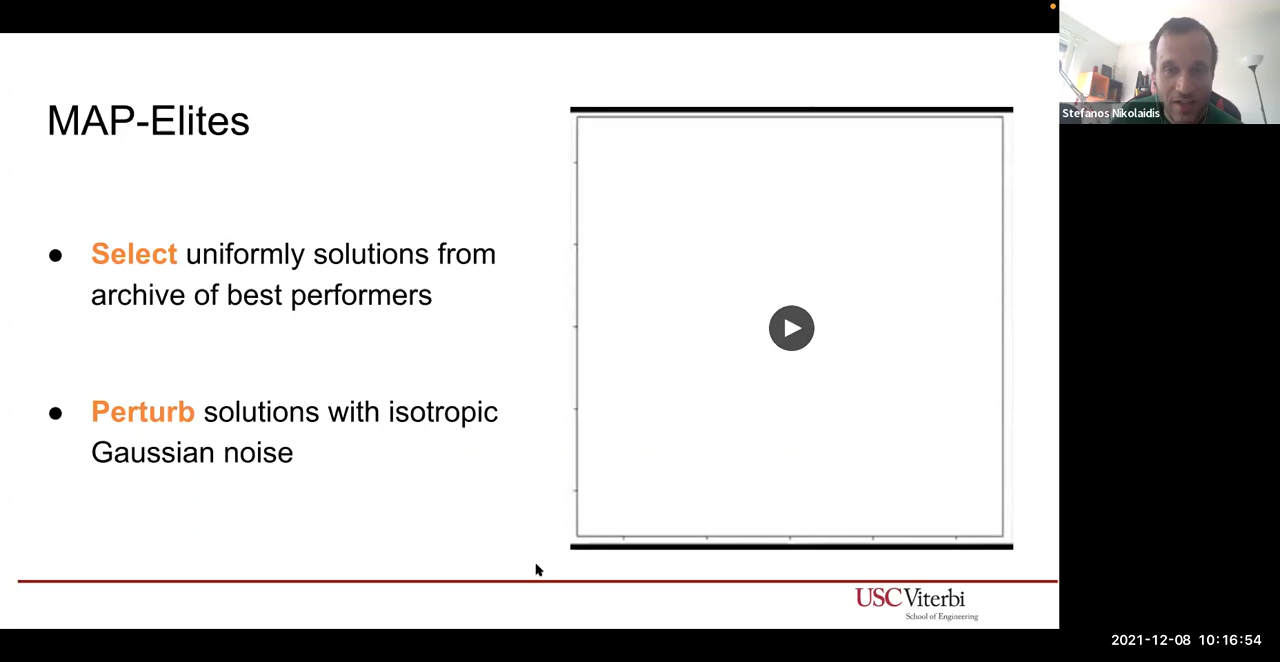 MAP-Elites
● Select uniformly solutions from
archive of best performers
● Perturb solutions with isotropic
Gaussian noise
USC Viterbi
School of Engineering
Stefanos Nikolaidis
2021-12-08 10:16:54